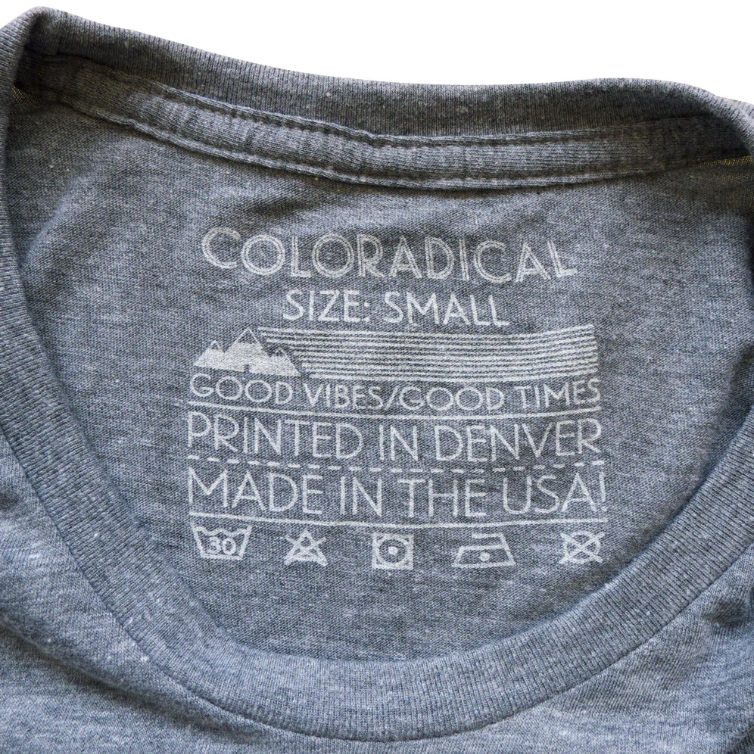 COLORADICAL
SIZE: SMALL
GOOD VIBES/GOOD TIMES
PRINTED IN DENVER
MADE IN THE USA!
30